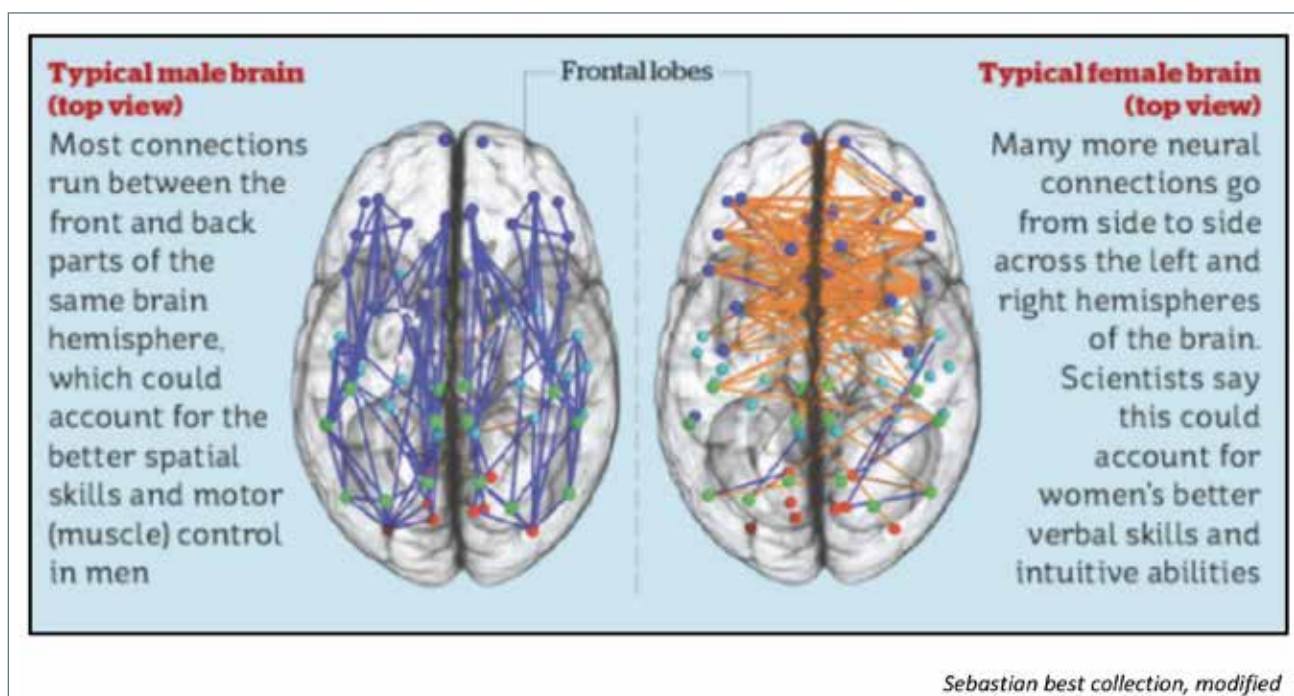 Typical male brain
(top view)
Most connections
run between the
front and back
parts of the
same brain
hemisphere,
which could
account for the
better spatial
skills and motor
(muscle) control
in men
Frontal lobes
Typical female brain
(top view)
Many more neural
connections go
from side to side
across the left and
right hemispheres
of the brain.
Scientists say
this could
account for
women's better
verbal skills and
intuitive abilities
Sebastian best collection, modified